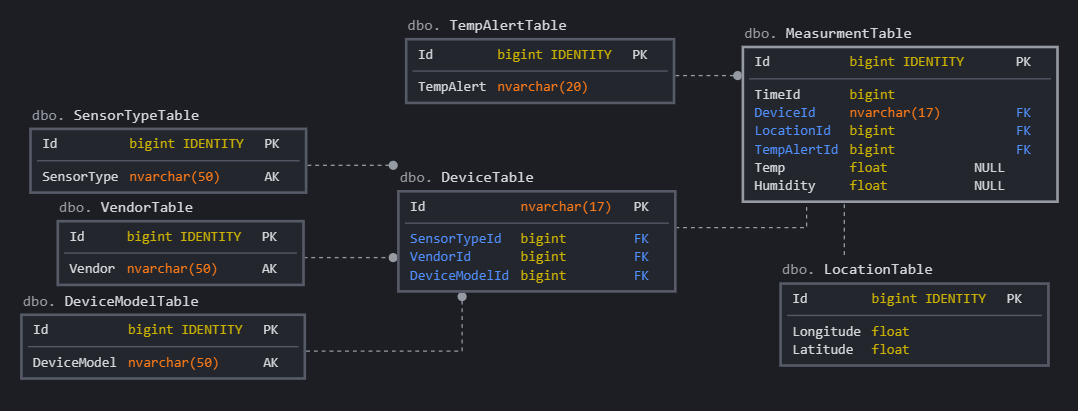 dbo. TempAlertTable
Id bigint IDENTITY PK
TempAlert nvarchar(20)
dbo. MeasurmentTable
Id bigint IDENTITY PK
TimeId bigint
DeviceId nvarchar(17) FK
LocationId bigint FK
TempAlertId bigint FK
Temp float NULL
Humidity float NULL
dbo. SensorTypeTable
Id bigint IDENTITY PK
SensorType nvarchar(50) AK
dbo. DeviceTable
Id nvarchar(17) PK
SensorTypeId bigint FK
VendorId bigint FK
DeviceModelId bigint FK
dbo. VendorTable
Id bigint IDENTITY PK
Vendor nvarchar(50) AK
dbo. LocationTable
Id bigint IDENTITY PK
Longitude float
Latitude float
dbo. DeviceModelTable
Id bigint IDENTITY PK
DeviceModel nvarchar(50) AK